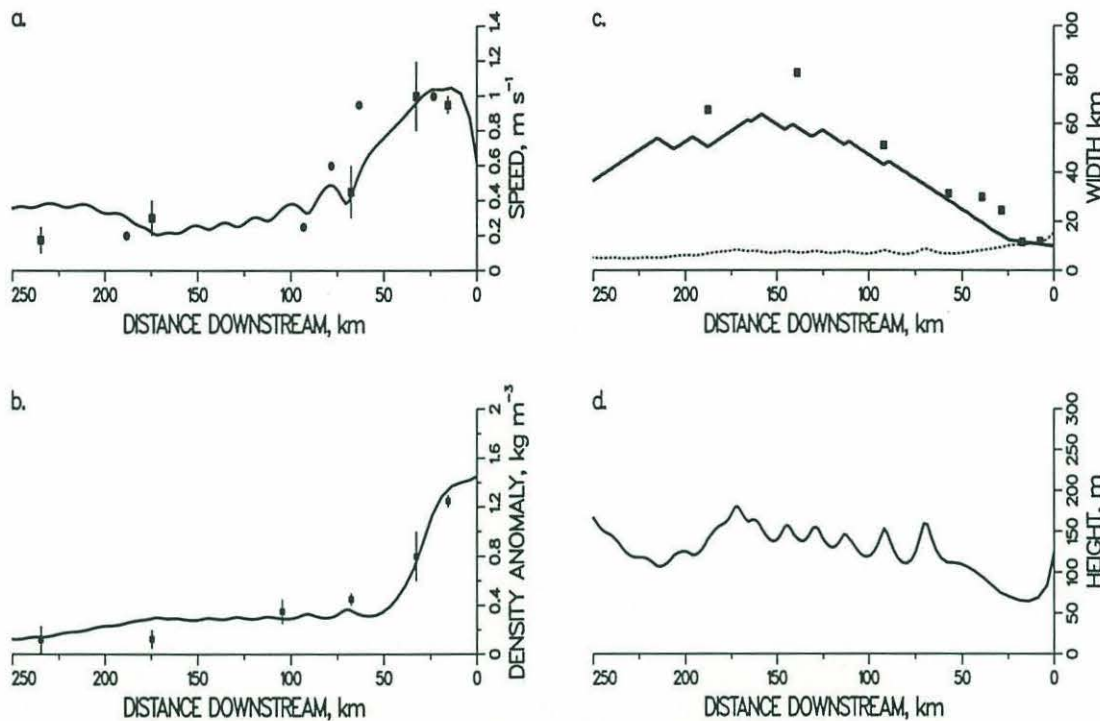 a.
0 0.2 0.4 0.6 0.8 1 1.2 1.4
SPEED, m s⁻¹
250 200 150 100 50 0
DISTANCE DOWNSTREAM, km
c.
0 20 40 60 80 100
WIDTH km
250 200 150 100 50 0
DISTANCE DOWNSTREAM, km
b.
0 0.4 0.8 1.2 1.6 2
DENSITY ANOMALY, kg m⁻³
250 200 150 100 50 0
DISTANCE DOWNSTREAM, km
d.
0 50 100 150 200 250 300
HEIGHT, m
250 200 150 100 50 0
DISTANCE DOWNSTREAM, km